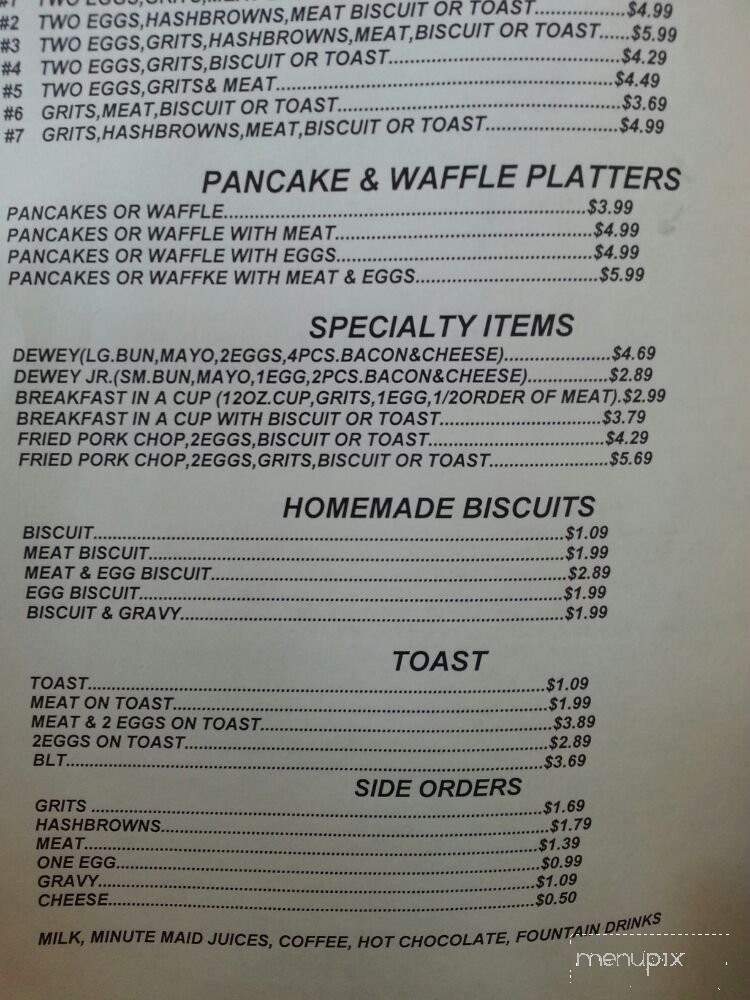 #1 TWO EGGS,GRITS,
#2 TWO EGGS,HASHBROWNS,MEAT BISCUIT OR TOAST..............$4.99
#3 TWO EGGS,GRITS,HASHBROWNS,MEAT,BISCUIT OR TOAST......$5.99
#4 TWO EGGS,GRITS,BISCUIT OR TOAST....................................$4.29
#5 TWO EGGS,GRITS& MEAT.....................................................$4.49
#6 GRITS,MEAT,BISCUIT OR TOAST............................................$3.69
#7 GRITS,HASHBROWNS,MEAT,BISCUIT OR TOAST.....................$4.99
PANCAKE & WAFFLE PLATTERS
PANCAKES OR WAFFLE..........................................................$3.99
PANCAKES OR WAFFLE WITH MEAT.........................................$4.99
PANCAKES OR WAFFLE WITH EGGS.........................................$4.99
PANCAKES OR WAFFKE WITH MEAT & EGGS.............................$5.99
SPECIALTY ITEMS
DEWEY(LG.BUN,MAYO,2EGGS,4PCS.BACON&CHEESE).................$4.69
DEWEY JR.(SM.BUN,MAYO,1EGG,2PCS.BACON&CHEESE).............$2.89
BREAKFAST IN A CUP (12OZ.CUP,GRITS,1EGG,1/2ORDER OF MEAT).$2.99
BREAKFAST IN A CUP WITH BISCUIT OR TOAST..........................$3.79
FRIED PORK CHOP,2EGGS,BISCUIT OR TOAST............................$4.29
FRIED PORK CHOP,2EGGS,GRITS,BISCUIT OR TOAST...................$5.69
HOMEMADE BISCUITS
BISCUIT.............................................................................$1.09
MEAT BISCUIT.....................................................................$1.99
MEAT & EGG BISCUIT...........................................................$2.89
EGG BISCUIT.......................................................................$1.99
BISCUIT & GRAVY................................................................$1.99
TOAST
TOAST...............................................................................$1.09
MEAT ON TOAST.................................................................$1.99
MEAT & 2 EGGS ON TOAST...................................................$3.89
2EGGS ON TOAST................................................................$2.89
BLT...................................................................................$3.69
SIDE ORDERS
GRITS ...............................................................................$1.69
HASHBROWNS....................................................................$1.79
MEAT.................................................................................$1.39
ONE EGG............................................................................$0.99
GRAVY...............................................................................$1.09
CHEESE..............................................................................$0.50
MILK, MINUTE MAID JUICES, COFFEE, HOT CHOCOLATE, FOUNTAIN DRINKS
menupix